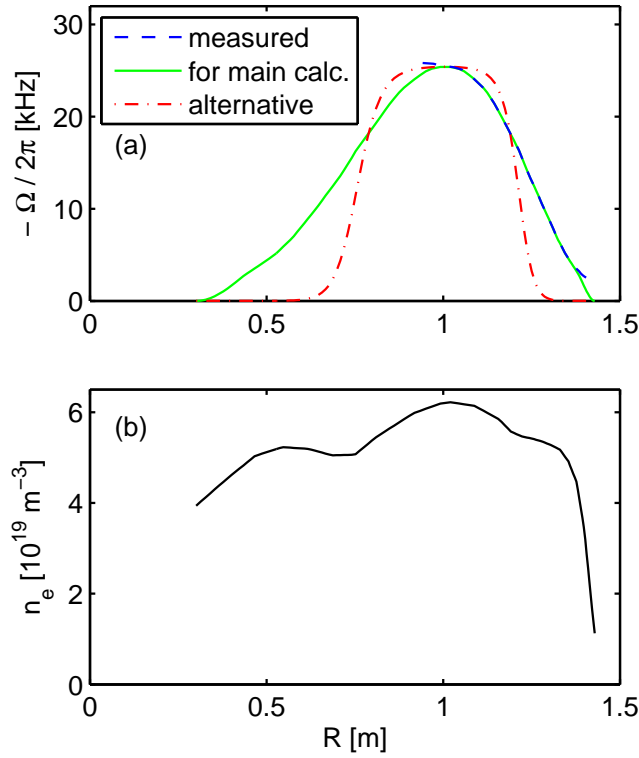 30
20
10
0
− Ω / 2π [kHz]
measured
for main calc.
alternative
(a)
0
0.5
1
1.5
6
4
2
0
n_e [10^19 m^−3]
(b)
0
0.5
1
1.5
R [m]